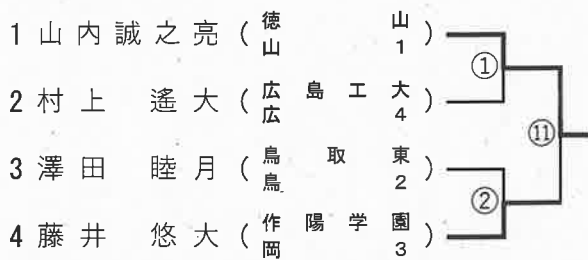 1 山内誠之亮 (徳山 山1)
①
2 村上 遙大 (広島工大 広4)
⑪
3 澤田 睦月 (鳥取東 鳥2)
②
4 藤井 悠大 (作陽学園 岡3)